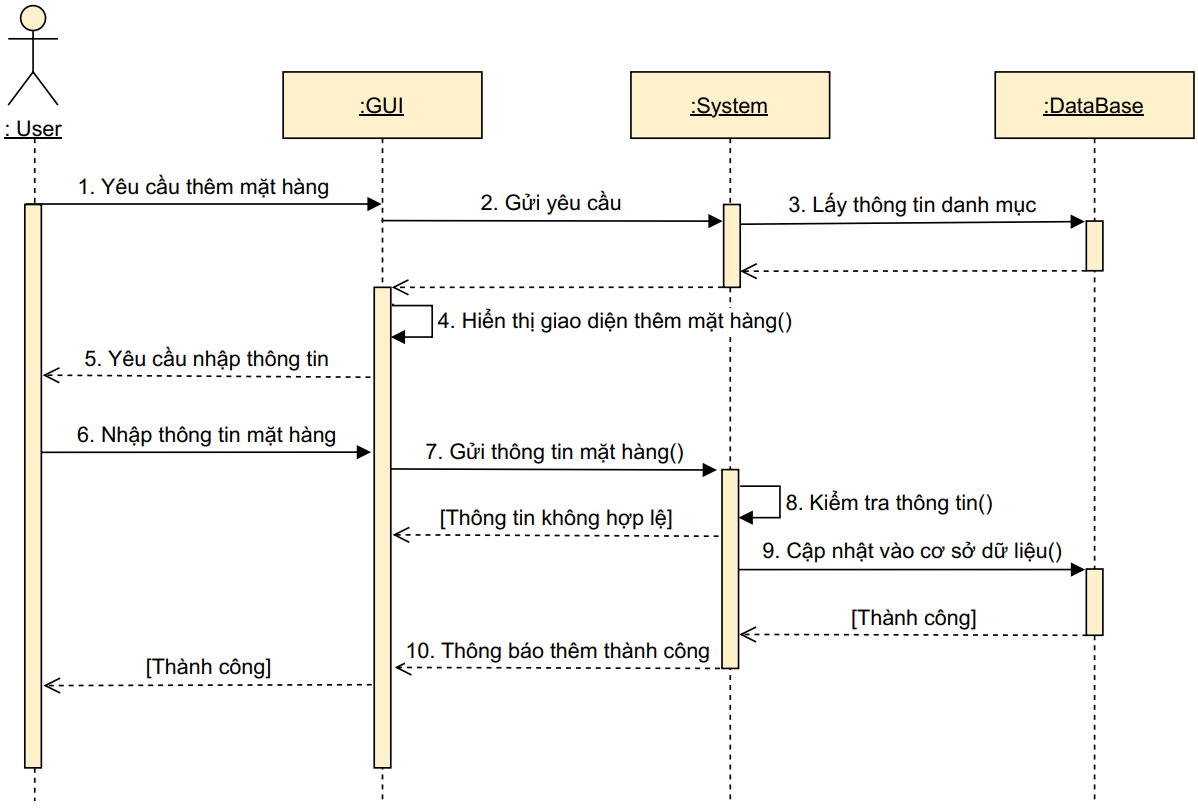 : User
:GUI
:System
:DataBase
1. Yêu cầu thêm mặt hàng
2. Gửi yêu cầu
3. Lấy thông tin danh mục
4. Hiển thị giao diện thêm mặt hàng()
5. Yêu cầu nhập thông tin
6. Nhập thông tin mặt hàng
7. Gửi thông tin mặt hàng()
8. Kiểm tra thông tin()
[Thông tin không hợp lệ]
9. Cập nhật vào cơ sở dữ liệu()
[Thành công]
10. Thông báo thêm thành công
[Thành công]